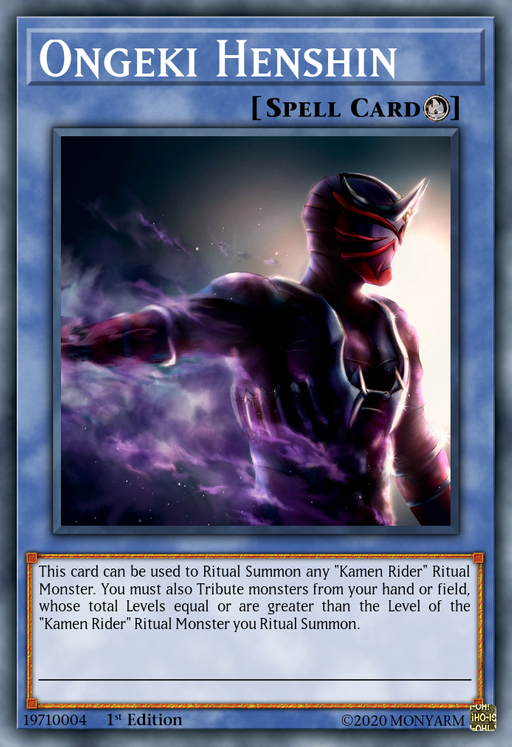 Ongeki Henshin
[Spell Card]
This card can be used to Ritual Summon any "Kamen Rider" Ritual
Monster. You must also Tribute monsters from your hand or field,
whose total Levels equal or are greater than the Level of the
"Kamen Rider" Ritual Monster you Ritual Summon.
19710004 1st Edition ©2020 MONYARM